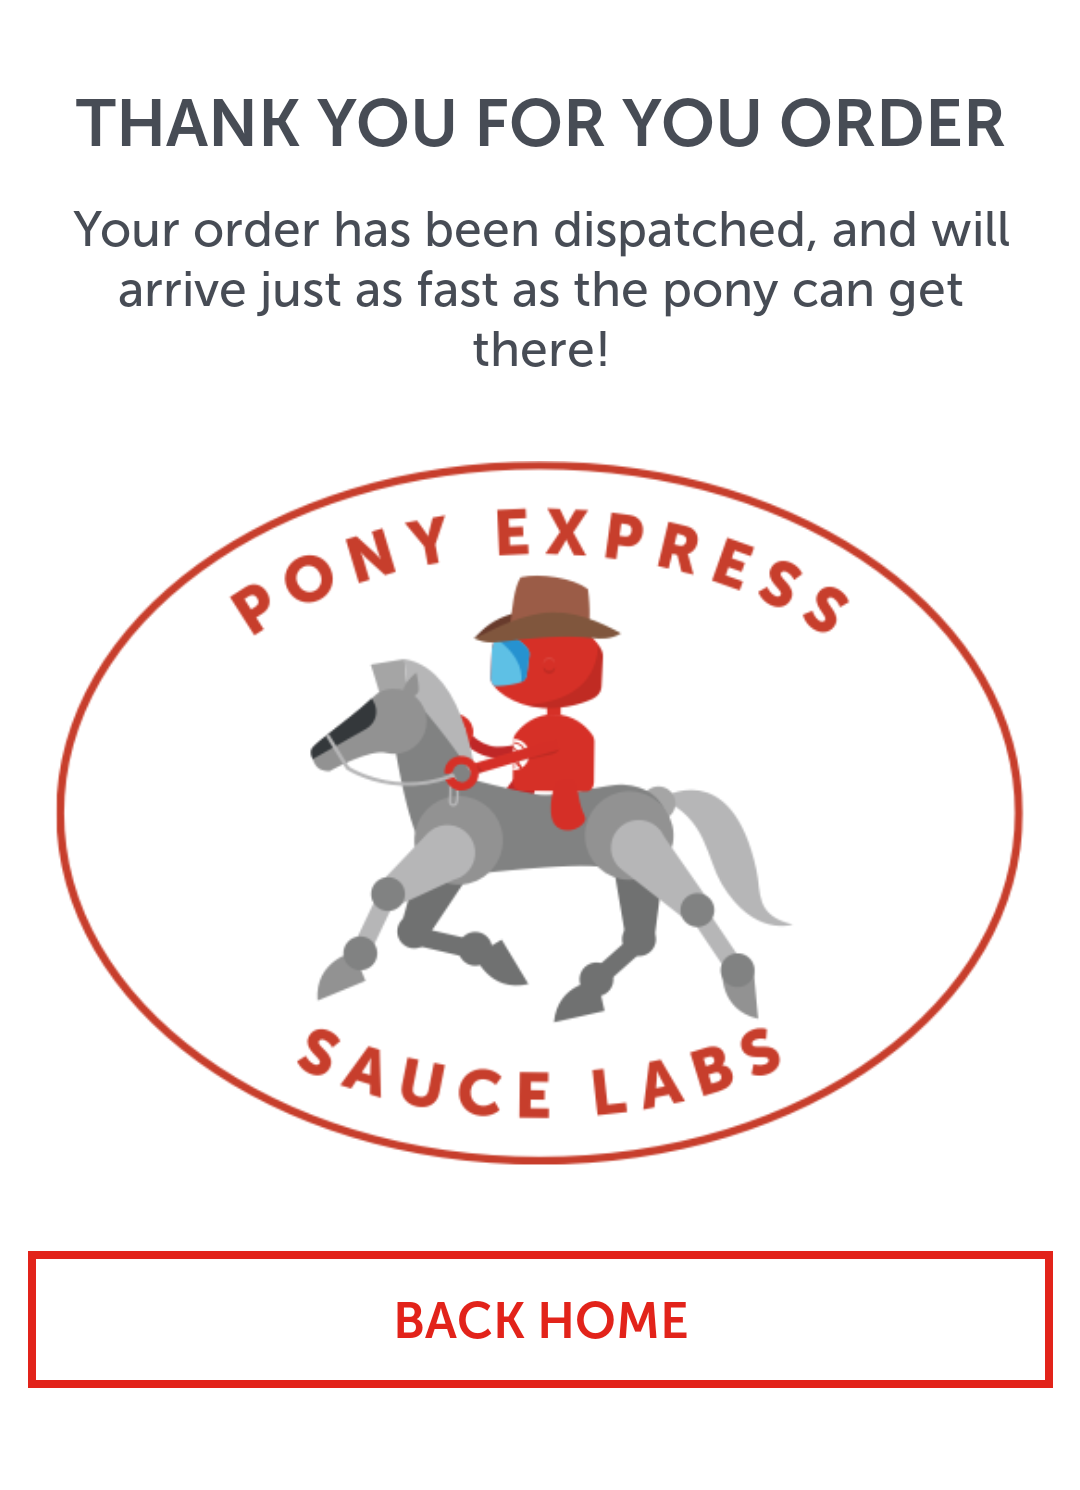 THANK YOU FOR YOU ORDER
Your order has been dispatched, and will
arrive just as fast as the pony can get
there!
PONY EXPRESS
SAUCE LABS
BACK HOME